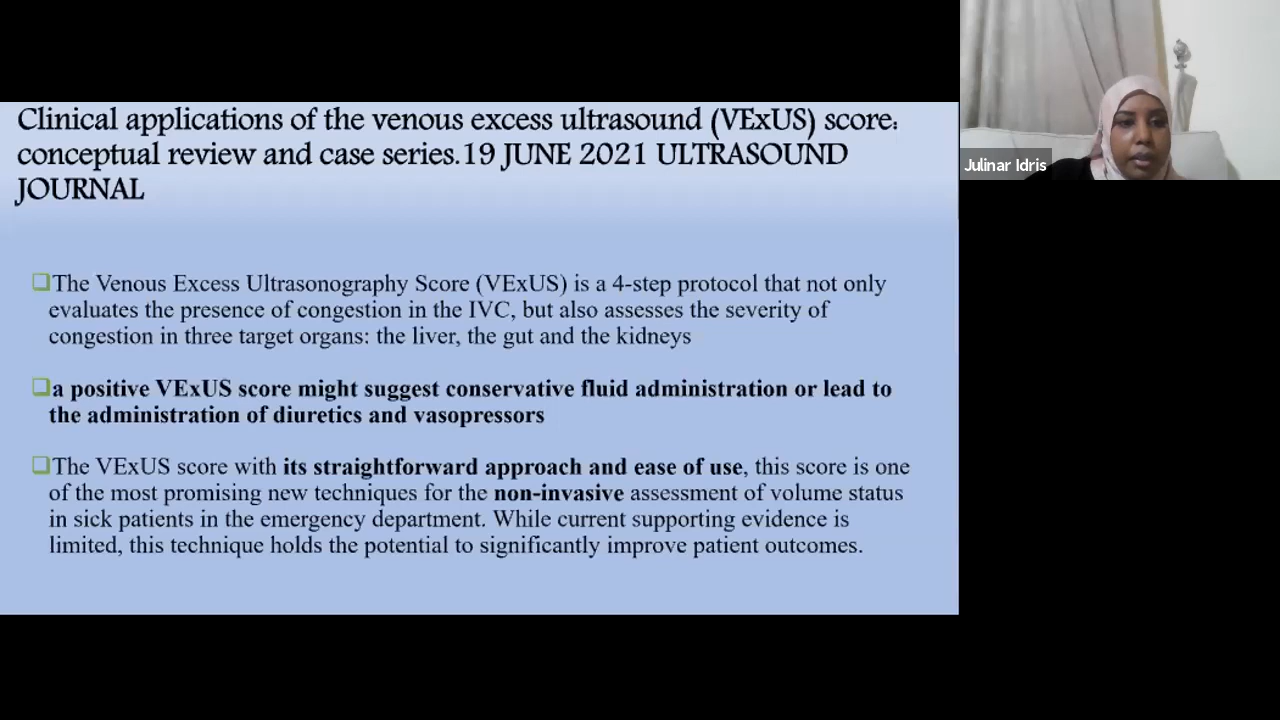 Clinical applications of the venous excess ultrasound (VExUS) score:
conceptual review and case series.19 JUNE 2021 ULTRASOUND
JOURNAL
The Venous Excess Ultrasonography Score (VExUS) is a 4-step protocol that not only
evaluates the presence of congestion in the IVC, but also assesses the severity of
congestion in three target organs: the liver, the gut and the kidneys
a positive VExUS score might suggest conservative fluid administration or lead to
the administration of diuretics and vasopressors
The VExUS score with its straightforward approach and ease of use, this score is one
of the most promising new techniques for the non-invasive assessment of volume status
in sick patients in the emergency department. While current supporting evidence is
limited, this technique holds the potential to significantly improve patient outcomes.
Julinar Idris